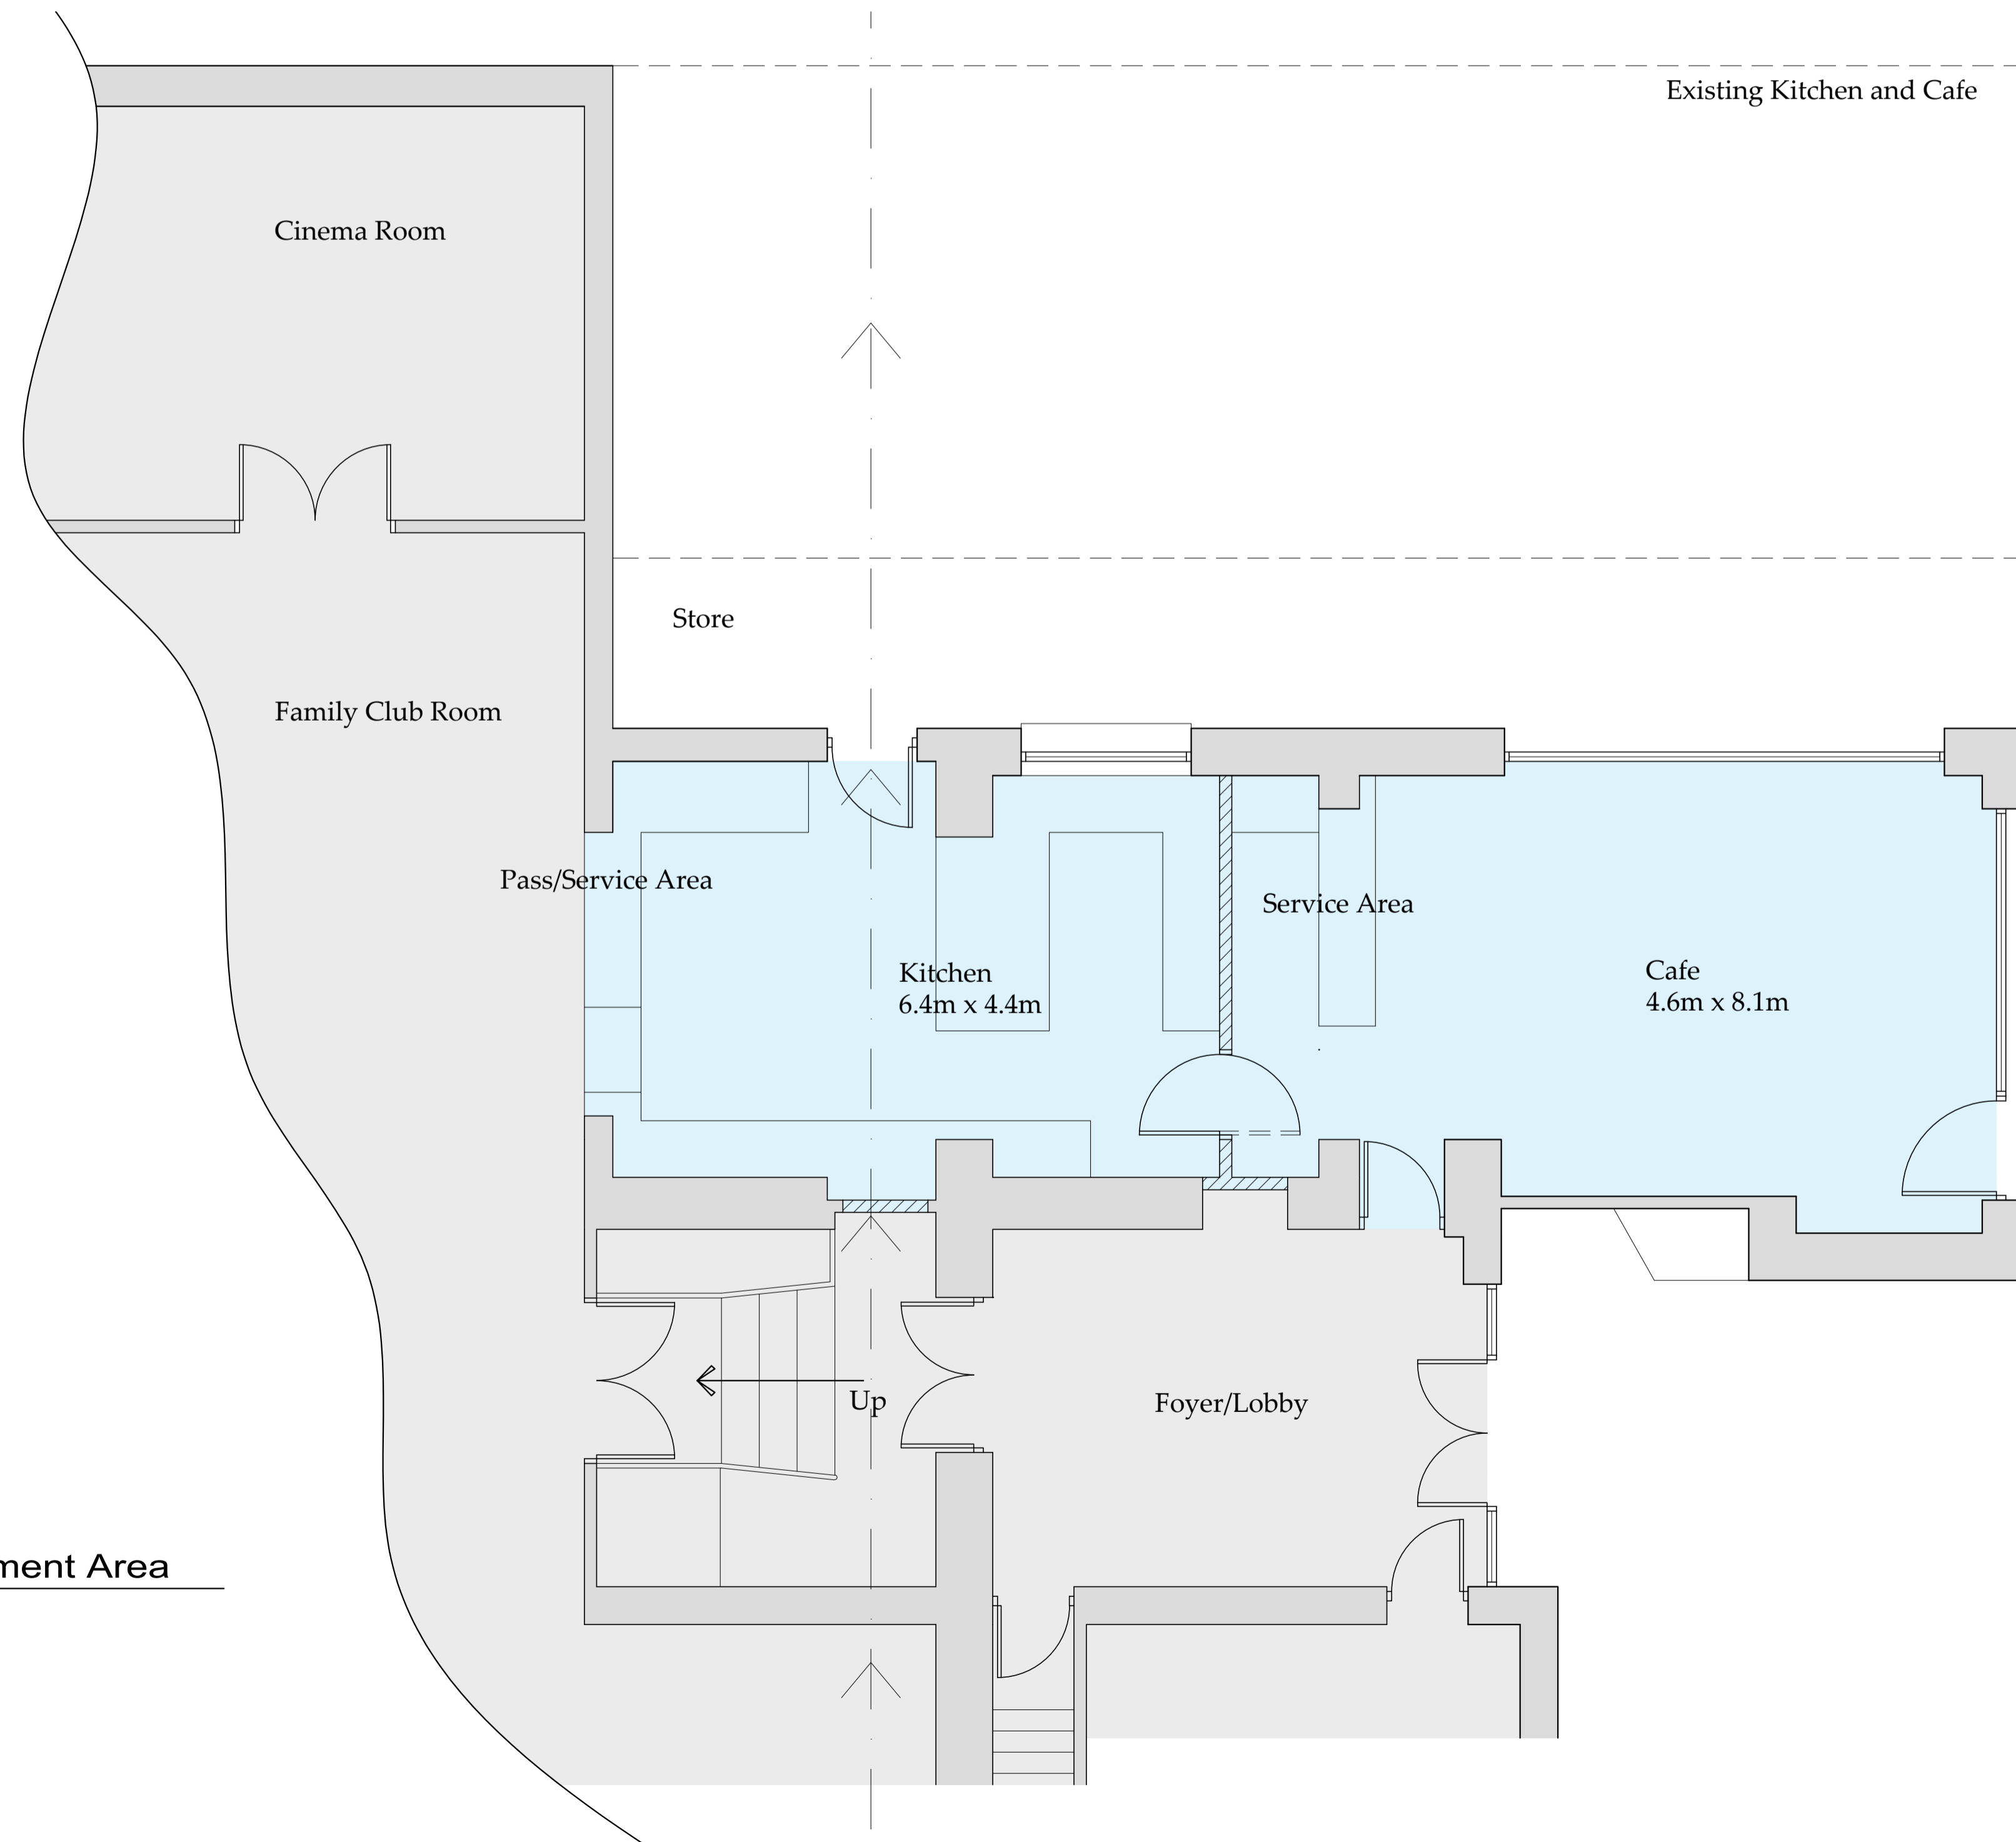 Existing Kitchen and Cafe
Cinema Room
Store
Family Club Room
Pass/Service Area
Service Area
Kitchen
6.4m x 4.4m
Cafe
4.6m x 8.1m
Up
Foyer/Lobby
Area